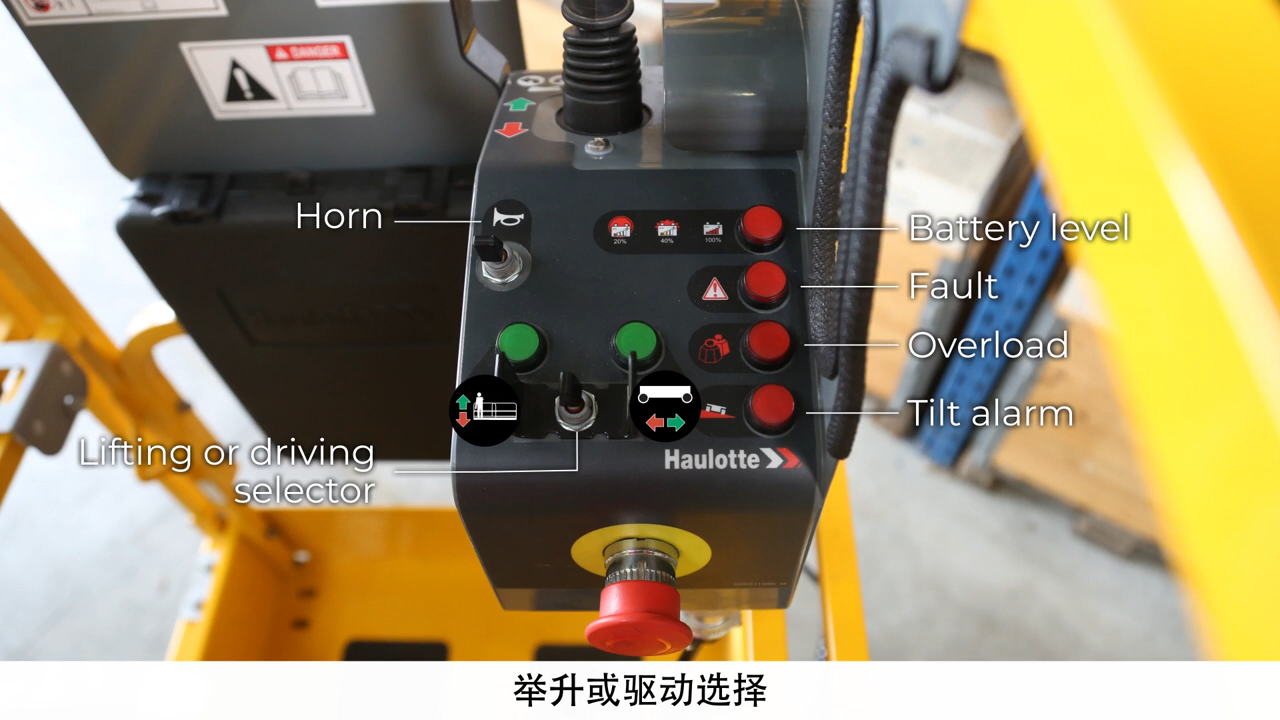 DANGER
Horn
20%
40%
100%
Battery level
Fault
Overload
Tilt alarm
Lifting or driving
selector
Haulotte
举升或驱动选择